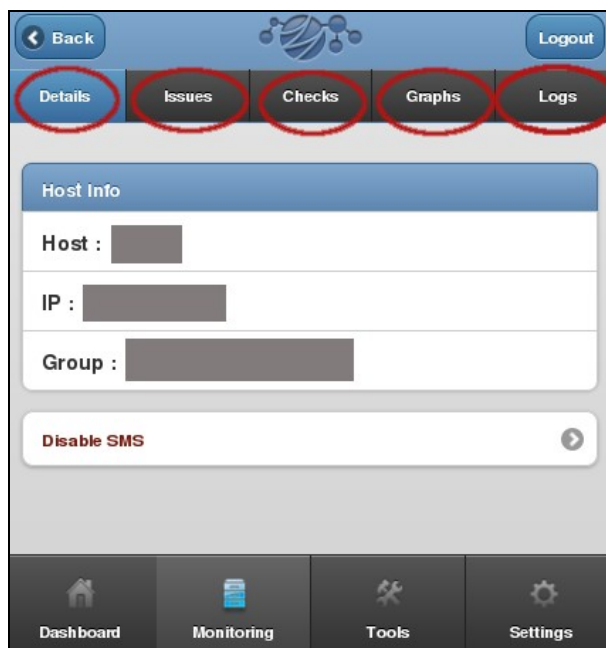 Back Logout
Details Issues Checks Graphs Logs
Host Info
Host :
IP :
Group :
Disable SMS
Dashboard Monitoring Tools Settings